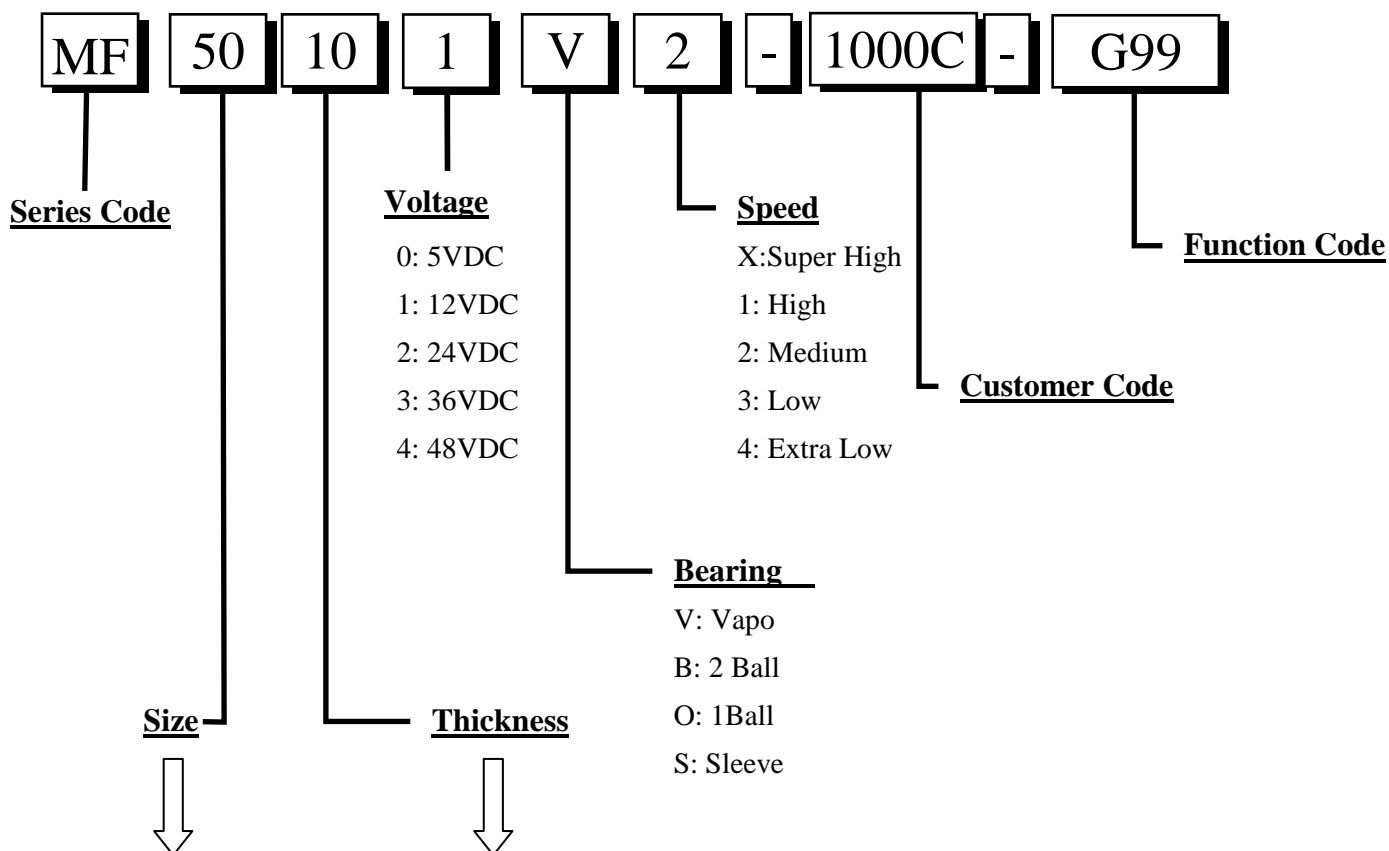 MF 50 10 1 V 2 - 1000C - G99
Series Code
Voltage
0: 5VDC
1: 12VDC
2: 24VDC
3: 36VDC
4: 48VDC
Speed
X:Super High
1: High
2: Medium
3: Low
4: Extra Low
Function Code
Customer Code
Bearing
V: Vapo
B: 2 Ball
O: 1Ball
S: Sleeve
Size
Thickness